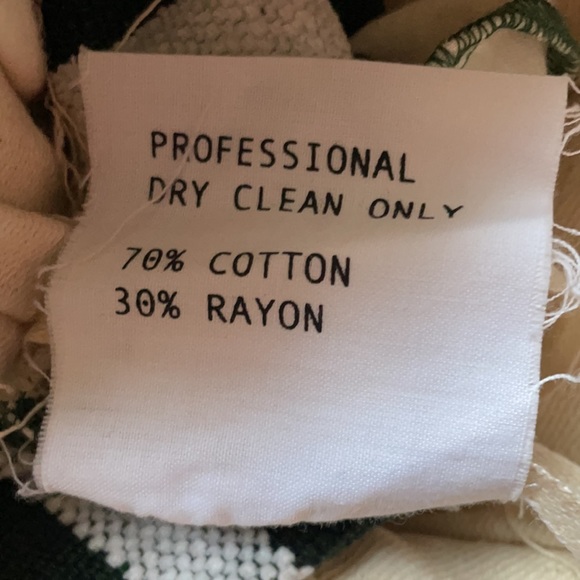 PROFESSIONAL
DRY CLEAN ONLY
70% COTTON
30% RAYON